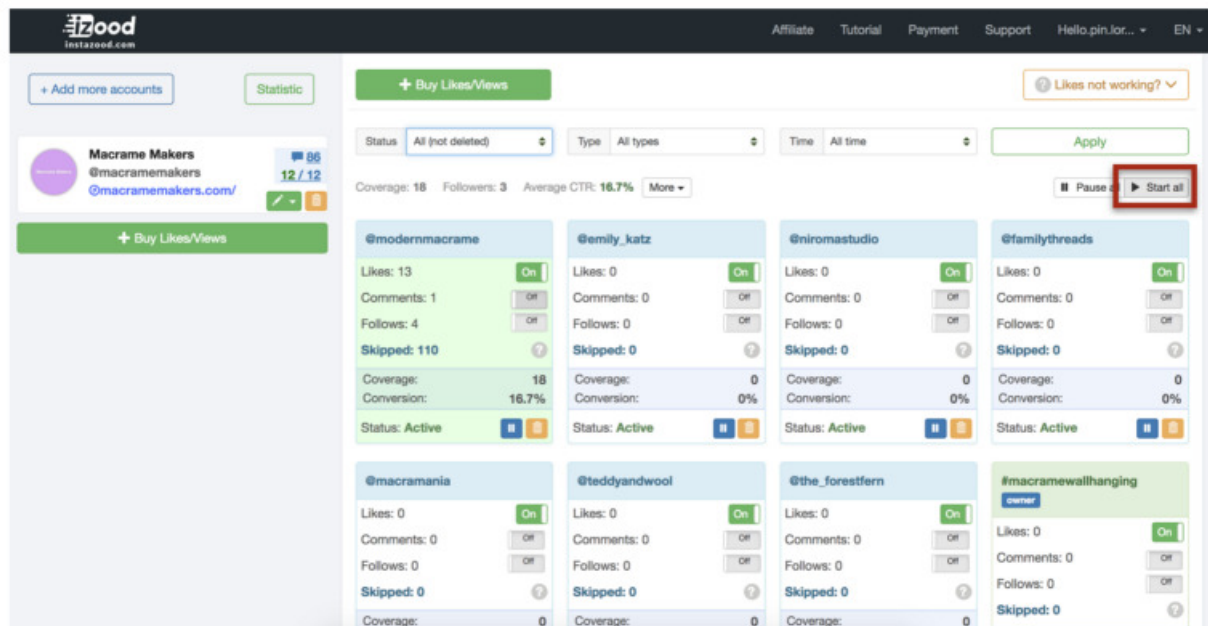 izood
instazood.com
Affiliate Tutorial Payment Support Hello.pin.lor... EN
+ Add more accounts Statistic
Macrame Makers
@macramemakers
macramemakers.com/
86
12 / 12
+ Buy Likes/Views
+ Buy Likes/Views
? Likes not working?
Status All (not deleted) Type All types Time All time Apply
Coverage: 18 Followers: 3 Average CTR: 16.7% More Pause all Start all
@modernmacrame
Likes: 13 On
Comments: 1 Off
Follows: 4 Off
Skipped: 110 ?
Coverage: 18
Conversion: 16.7%
Status: Active
@emily_katz
Likes: 0 On
Comments: 0 Off
Follows: 0 Off
Skipped: 0 ?
Coverage: 0
Conversion: 0%
Status: Active
@niromastudio
Likes: 0 On
Comments: 0 Off
Follows: 0 Off
Skipped: 0 ?
Coverage: 0
Conversion: 0%
Status: Active
@familythreads
Likes: 0 On
Comments: 0 Off
Follows: 0 Off
Skipped: 0 ?
Coverage: 0
Conversion: 0%
Status: Active
@macramania
Likes: 0 On
Comments: 0 Off
Follows: 0 Off
Skipped: 0 ?
Coverage: 0
@teddyandwool
Likes: 0 On
Comments: 0 Off
Follows: 0 Off
Skipped: 0 ?
Coverage: 0
@the_forestfern
Likes: 0 On
Comments: 0 Off
Follows: 0 Off
Skipped: 0 ?
Coverage: 0
#macramewallhanging
owner
Likes: 0 On
Comments: 0 Off
Follows: 0 Off
Skipped: 0 ?